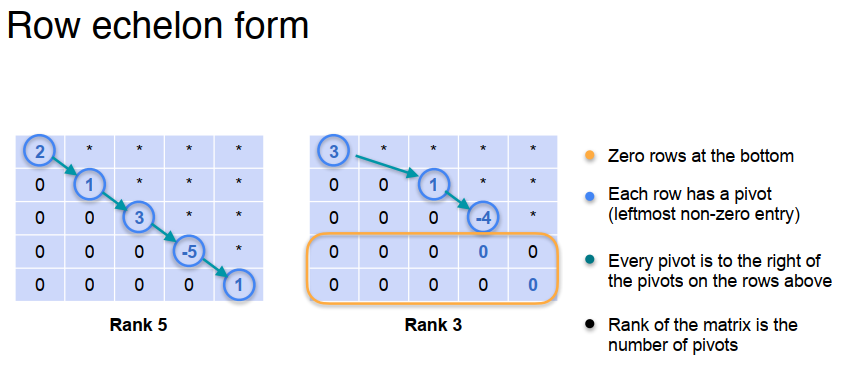 Row echelon form
2 * * * *
0 1 * * *
0 0 3 * *
0 0 0 -5 *
0 0 0 0 1
Rank 5
3 * * * *
0 0 1 * *
0 0 0 -4 *
0 0 0 0 0
0 0 0 0 0
Rank 3
Zero rows at the bottom
Each row has a pivot
(leftmost non-zero entry)
Every pivot is to the right of
the pivots on the rows above
Rank of the matrix is the
number of pivots